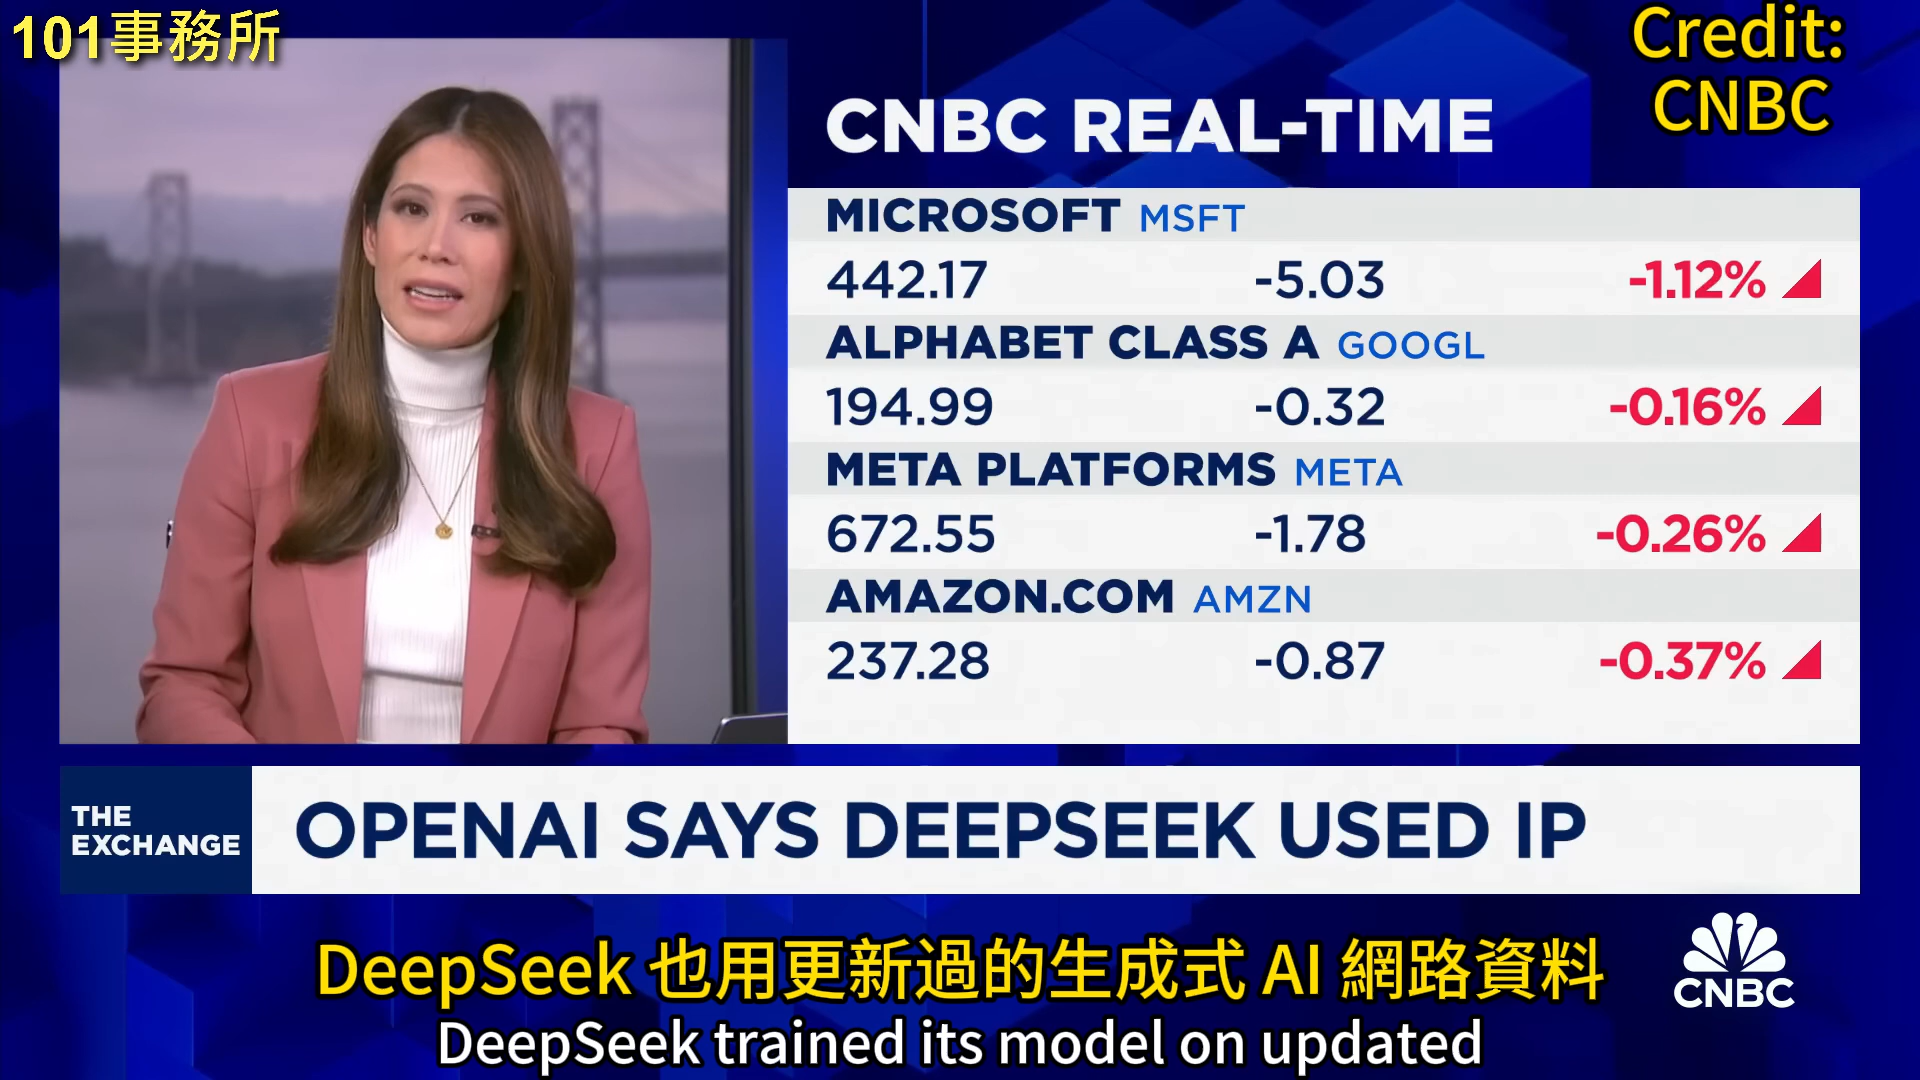 101事務所
Credit:
CNBC
CNBC REAL-TIME
MICROSOFT MSFT
442.17 -5.03 -1.12%
ALPHABET CLASS A GOOGL
194.99 -0.32 -0.16%
META PLATFORMS META
672.55 -1.78 -0.26%
AMAZON.COM AMZN
237.28 -0.87 -0.37%
THE
EXCHANGE
OPENAI SAYS DEEPSEEK USED IP
DeepSeek 也用更新過的生成式 AI 網路資料
DeepSeek trained its model on updated
CNBC